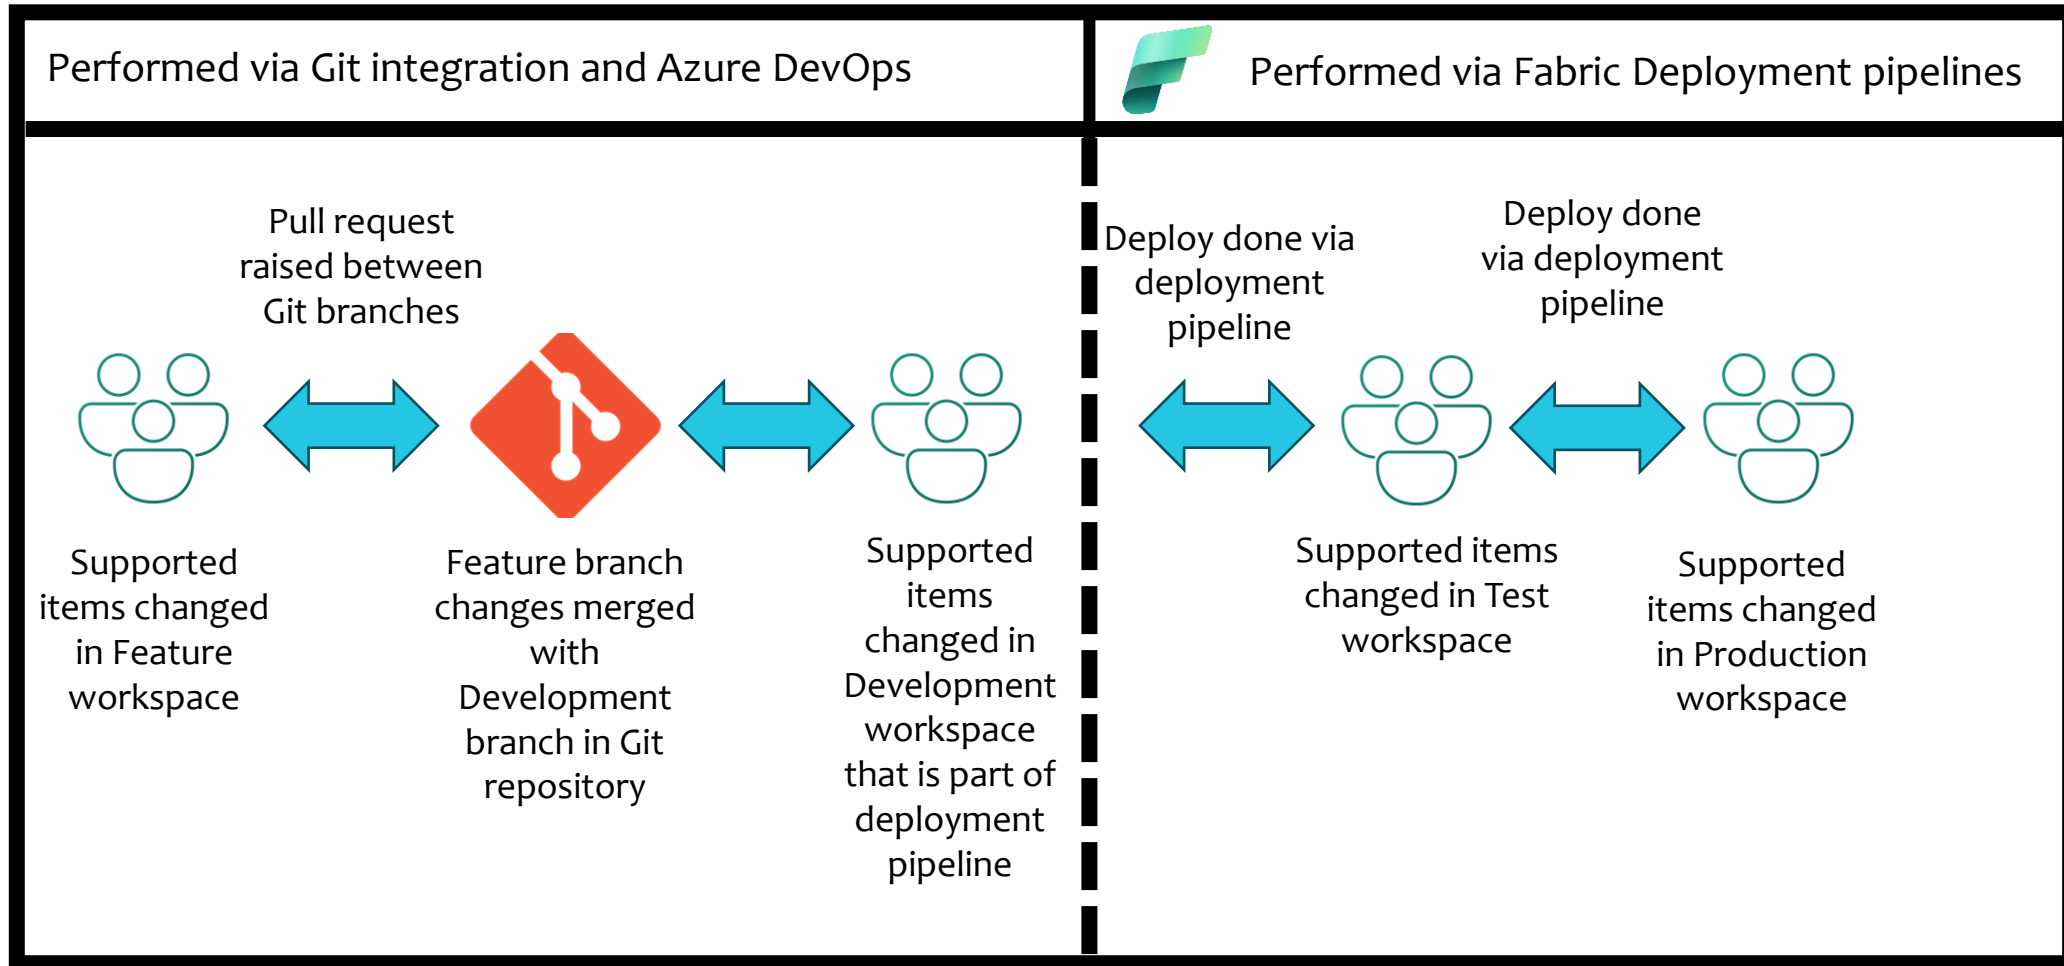 Performed via Git integration and Azure DevOps
Performed via Fabric Deployment pipelines
Pull request
raised between
Git branches
Deploy done via
deployment
pipeline
Deploy done
via deployment
pipeline
Supported
items changed
in Feature
workspace
Feature branch
changes merged
with
Development
branch in Git
repository
Supported
items
changed in
Development
workspace
that is part of
deployment
pipeline
Supported items
changed in Test
workspace
Supported
items changed
in Production
workspace